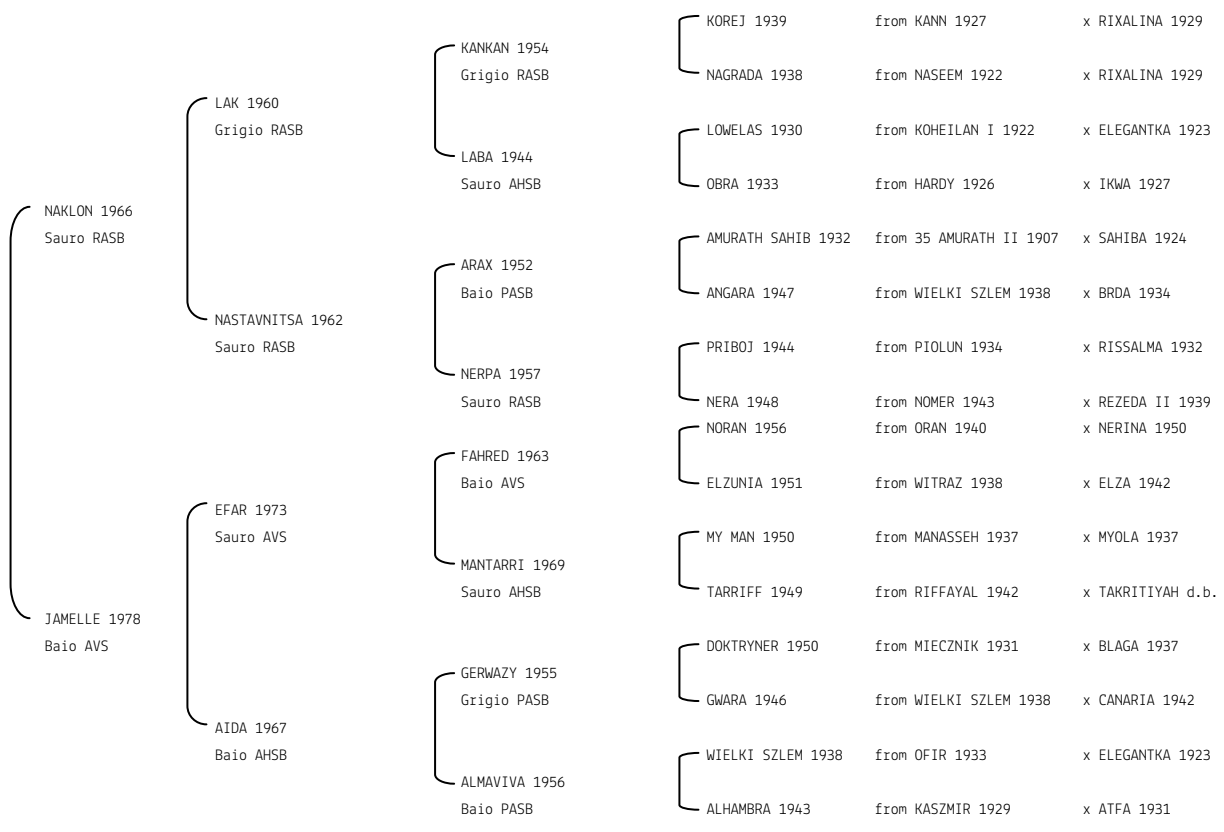 KOREJ 1939 from KANN 1927 x RIXALINA 1929
KANKAN 1954
Grigio RASB
NAGRADA 1938 from NASEEM 1922 x RIXALINA 1929
LAK 1960
Grigio RASB
LOWELAS 1930 from KOHEILAN I 1922 x ELEGANTKA 1923
LABA 1944
Sauro AHSB
OBRA 1933 from HARDY 1926 x IKWA 1927
NAKLON 1966
Sauro RASB
AMURATH SAHIB 1932 from 35 AMURATH II 1907 x SAHIBA 1924
ARAX 1952
Baio PASB
ANGARA 1947 from WIELKI SZLEM 1938 x BRDA 1934
NASTAVNITSA 1962
Sauro RASB
PRIBOJ 1944 from PIOLUN 1934 x RISSALMA 1932
NERPA 1957
Sauro RASB
NERA 1948 from NOMER 1943 x REZEDA II 1939
NORAN 1956 from ORAN 1940 x NERINA 1950
FAHRED 1963
Baio AVS
ELZUNIA 1951 from WITRAZ 1938 x ELZA 1942
EFAR 1973
Sauro AVS
MY MAN 1950 from MANASSEH 1937 x MYOLA 1937
MANTARRI 1969
Sauro AHSB
TARRIFF 1949 from RIFFAYAL 1942 x TAKRITIYAH d.b.
JAMELLE 1978
Baio AVS
DOKTRYNER 1950 from MIECZNIK 1931 x BLAGA 1937
GERWAZY 1955
Grigio PASB
GWARA 1946 from WIELKI SZLEM 1938 x CANARIA 1942
AIDA 1967
Baio AHSB
WIELKI SZLEM 1938 from OFIR 1933 x ELEGANTKA 1923
ALMAVIVA 1956
Baio PASB
ALHAMBRA 1943 from KASZMIR 1929 x ATFA 1931